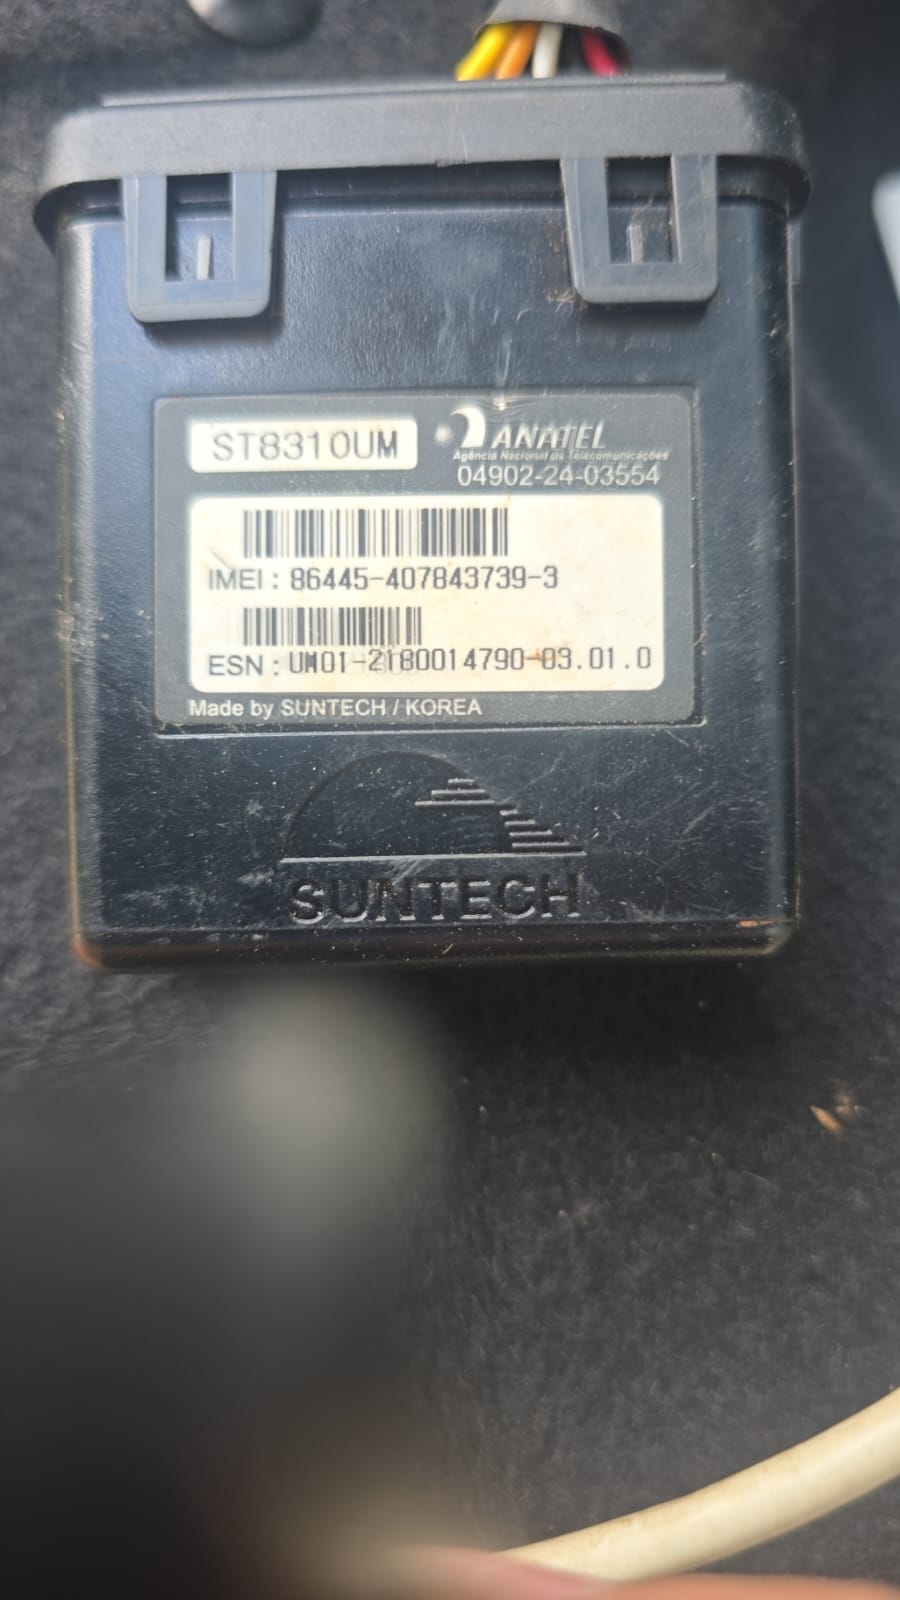 ST8310UM
ANATEL
Agência Nacional de Telecomunicações
04902-24-03554
IMEI : 86445-407843739-3
ESN : UM01-2180014790-03.01.0
Made by SUNTECH / KOREA
SUNTECH